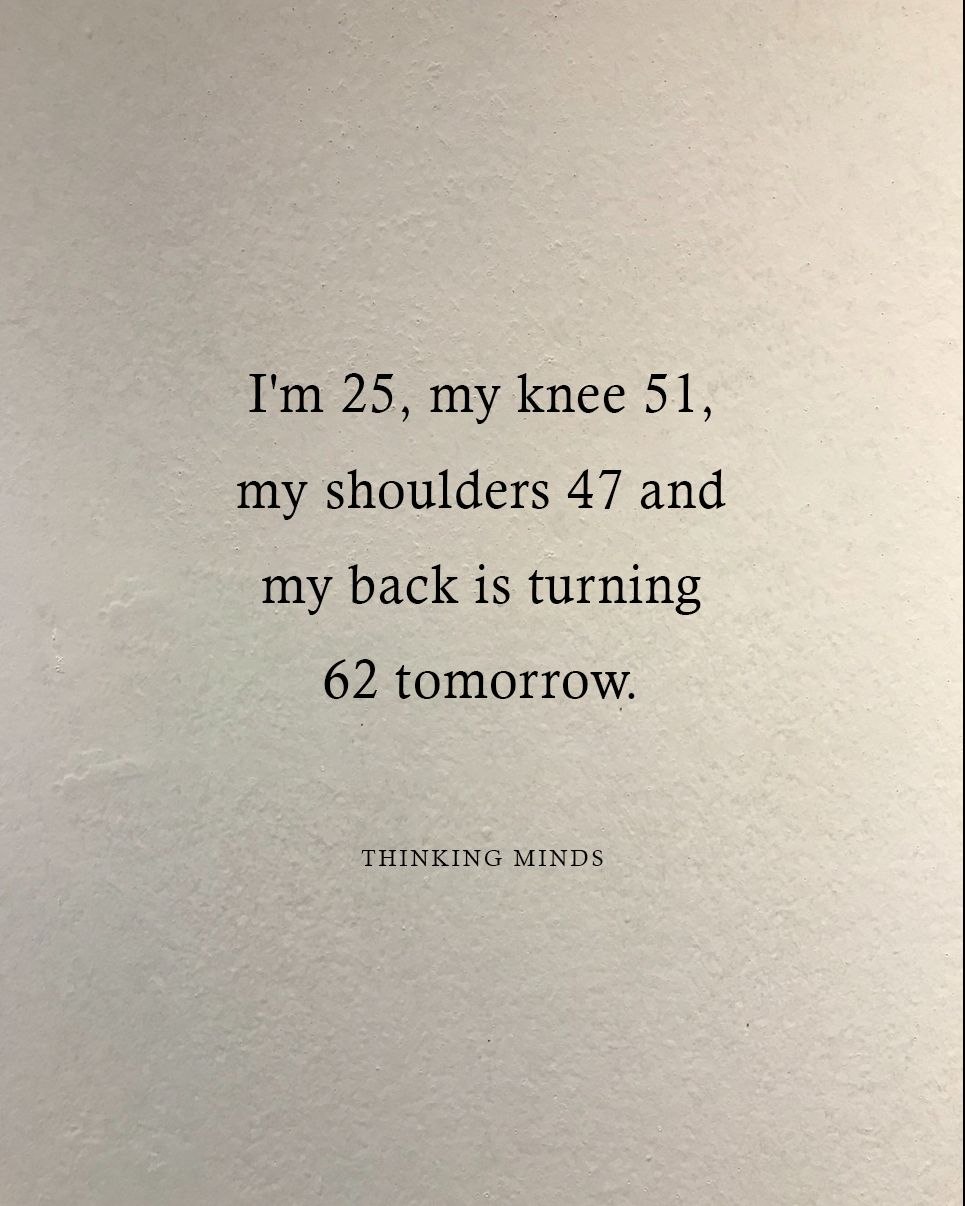 I'm 25, my knee 51,
my shoulders 47 and
my back is turning
62 tomorrow.
THINKING MINDS